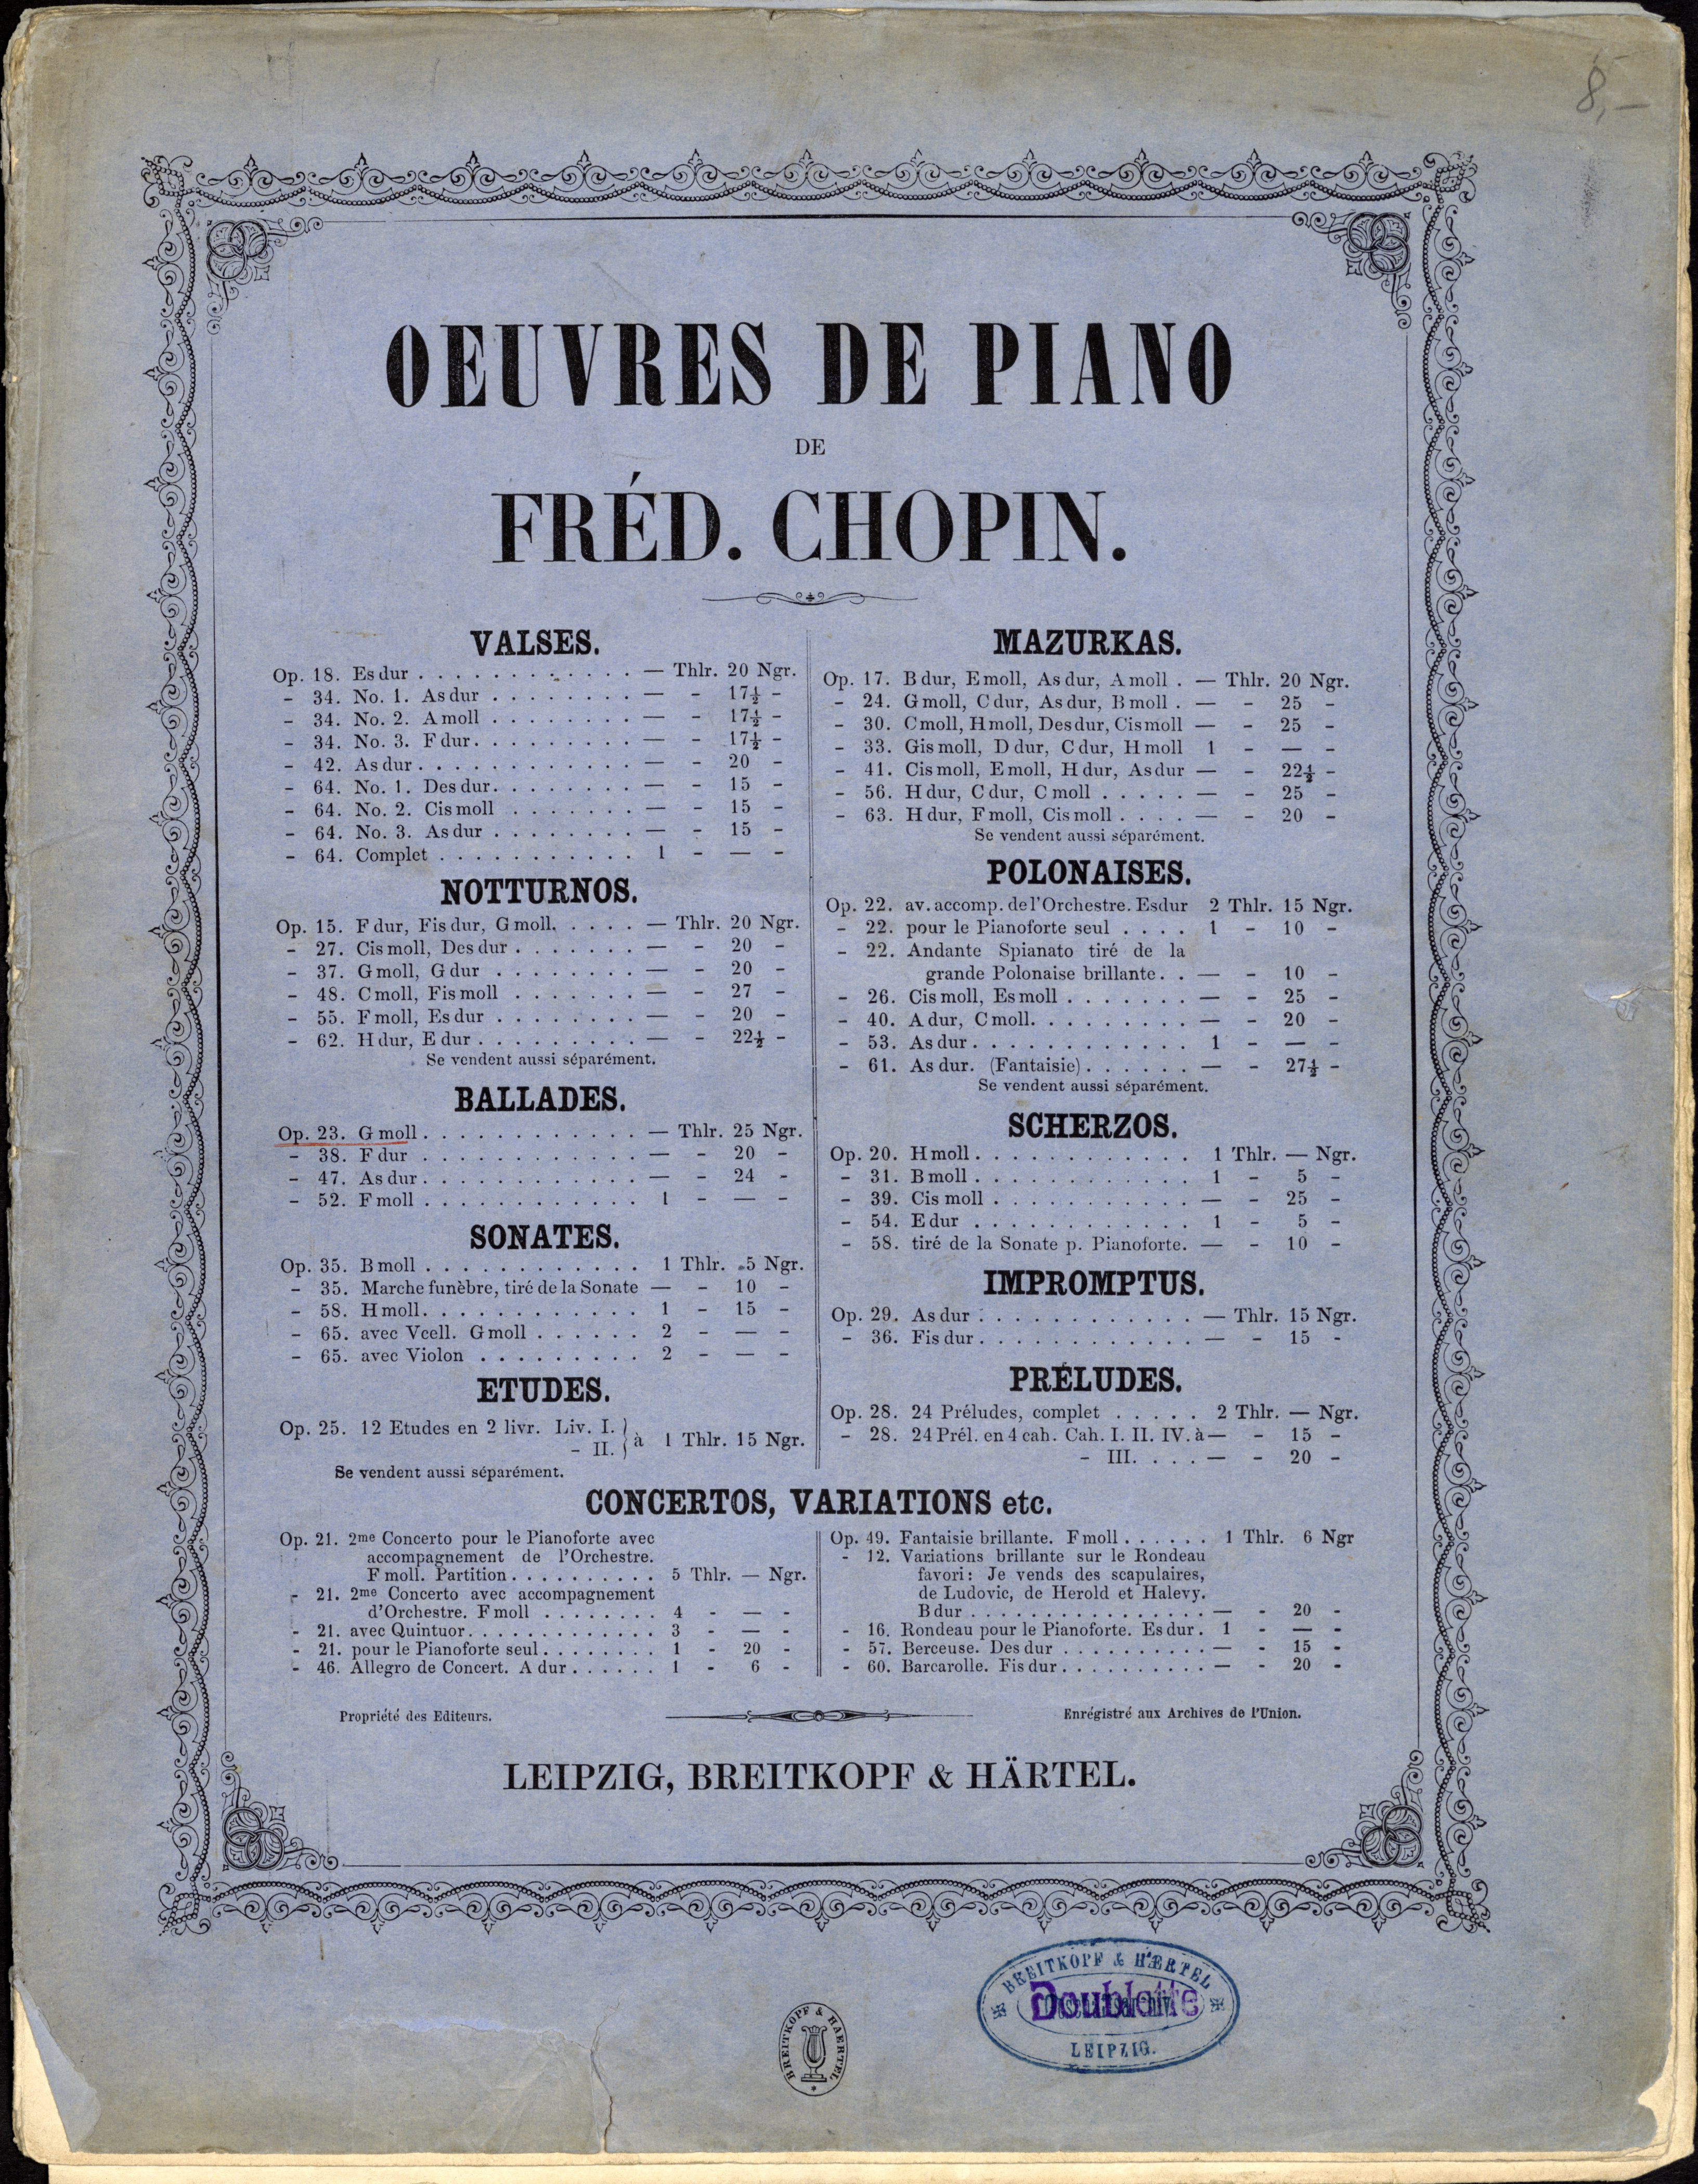 8,–
OEUVRES DE PIANO
DE
FRÉD. CHOPIN.
VALSES.
Op. 18. Es dur . . . . . . . . . . . . — Thlr. 20 Ngr.
– 34. No. 1. As dur . . . . . . . . — - 17½ -
– 34. No. 2. A moll . . . . . . . . — - 17½ -
– 34. No. 3. F dur. . . . . . . . . — - 17½ -
– 42. As dur . . . . . . . . . . . . — - 20 -
– 64. No. 1. Des dur. . . . . . . . — - 15 -
– 64. No. 2. Cis moll . . . . . . . — - 15 -
– 64. No. 3. As dur . . . . . . . . — - 15 -
– 64. Complet . . . . . . . . . . . 1 - — -
NOTTURNOS.
Op. 15. F dur, Fis dur, G moll. . . . . — Thlr. 20 Ngr.
– 27. Cis moll, Des dur . . . . . . . — - 20 -
– 37. G moll, G dur . . . . . . . . — - 20 -
– 48. C moll, Fis moll . . . . . . . — - 27 -
– 55. F moll, Es dur . . . . . . . . — - 20 -
– 62. H dur, E dur . . . . . . . . . — - 22½ -
Se vendent aussi séparément.
BALLADES.
Op. 23. G moll . . . . . . . . . . . . — Thlr. 25 Ngr.
– 38. F dur . . . . . . . . . . . . — - 20 -
– 47. As dur . . . . . . . . . . . . — - 24 -
– 52. F moll . . . . . . . . . . . . 1 - — -
SONATES.
Op. 35. B moll . . . . . . . . . . . . 1 Thlr. 5 Ngr.
– 35. Marche funèbre, tiré de la Sonate — - 10 -
– 58. H moll. . . . . . . . . . . . 1 - 15 -
– 65. avec Vcell. G moll . . . . . . 2 - — -
– 65. avec Violon . . . . . . . . . 2 - — -
ETUDES.
Op. 25. 12 Etudes en 2 livr. Liv. I. } à 1 Thlr. 15 Ngr.
– II. }
Se vendent aussi séparément.
MAZURKAS.
Op. 17. B dur, E moll, As dur, A moll . — Thlr. 20 Ngr.
– 24. G moll, C dur, As dur, B moll . — - 25 -
– 30. C moll, H moll, Des dur, Cis moll — - 25 -
– 33. Gis moll, D dur, C dur, H moll 1 - — -
– 41. Cis moll, E moll, H dur, As dur — - 22½ -
– 56. H dur, C dur, C moll . . . . . — - 25 -
– 63. H dur, F moll, Cis moll . . . . — - 20 -
Se vendent aussi séparément.
POLONAISES.
Op. 22. av. accomp. de l'Orchestre. Es dur 2 Thlr. 15 Ngr.
– 22. pour le Pianoforte seul . . . . 1 - 10 -
– 22. Andante Spianato tiré de la
grande Polonaise brillante . . — - 10 -
– 26. Cis moll, Es moll . . . . . . . — - 25 -
– 40. A dur, C moll. . . . . . . . . — - 20 -
– 53. As dur . . . . . . . . . . . . 1 - — -
– 61. As dur. (Fantaisie) . . . . . . — - 27½ -
Se vendent aussi séparément.
SCHERZOS.
Op. 20. H moll . . . . . . . . . . . . 1 Thlr. — Ngr.
– 31. B moll . . . . . . . . . . . . 1 - 5 -
– 39. Cis moll . . . . . . . . . . . — - 25 -
– 54. E dur . . . . . . . . . . . . 1 - 5 -
– 58. tiré de la Sonate p. Pianoforte. — - 10 -
IMPROMPTUS.
Op. 29. As dur . . . . . . . . . . . . — Thlr. 15 Ngr.
– 36. Fis dur . . . . . . . . . . . . — - 15 -
PRÉLUDES.
Op. 28. 24 Préludes, complet . . . . . 2 Thlr. — Ngr.
– 28. 24 Prél. en 4 cah. Cah. I. II. IV. à — - 15 -
– III. . . . — - 20 -
CONCERTOS, VARIATIONS etc.
Op. 21. 2me Concerto pour le Pianoforte avec
accompagnement de l'Orchestre.
F moll. Partition . . . . . . . . . . 5 Thlr. — Ngr.
- 21. 2me Concerto avec accompagnement
d'Orchestre. F moll . . . . . . . . 4 - — -
- 21. avec Quintuor. . . . . . . . . . . . . 3 - — -
- 21. pour le Pianoforte seul . . . . . . . . 1 - 20 -
- 46. Allegro de Concert. A dur . . . . . . 1 - 6 -
Op. 49. Fantaisie brillante. F moll . . . . . . 1 Thlr. 6 Ngr
- 12. Variations brillante sur le Rondeau
favori: Je vends des scapulaires,
de Ludovic, de Herold et Halevy.
B dur . . . . . . . . . . . . . . . . — - 20 -
- 16. Rondeau pour le Pianoforte. Es dur . 1 - — -
- 57. Berceuse. Des dur . . . . . . . . . . — - 15 -
- 60. Barcarolle. Fis dur . . . . . . . . . . — - 20 -
Propriété des Editeurs.
Enrégistré aux Archives de l'Union.
LEIPZIG, BREITKOPF & HÄRTEL.
BREITKOPF & HÆRTEL
Doublette
LEIPZIG.
BREITKOPF & HAERTEL